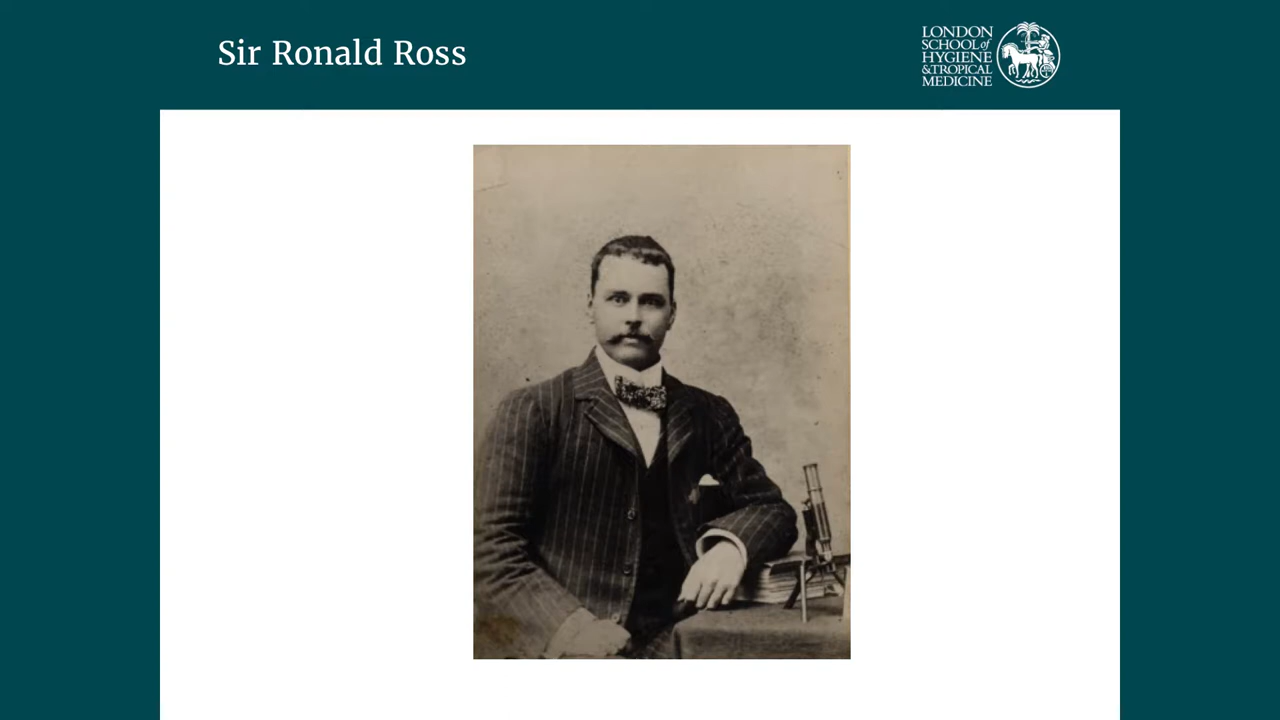 Sir Ronald Ross
LONDON
SCHOOL of
HYGIENE
&TROPICAL
MEDICINE